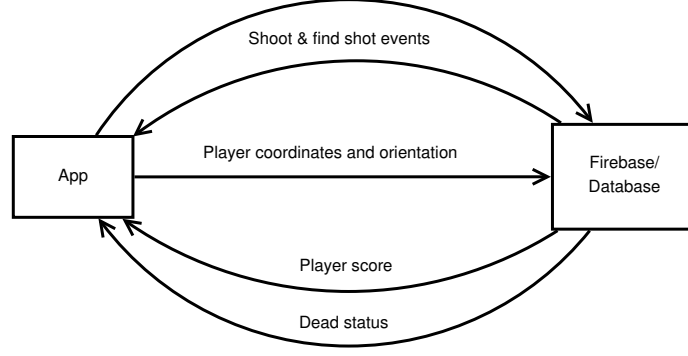 Shoot & find shot events
Player coordinates and orientation
App
Firebase/
Database
Player score
Dead status